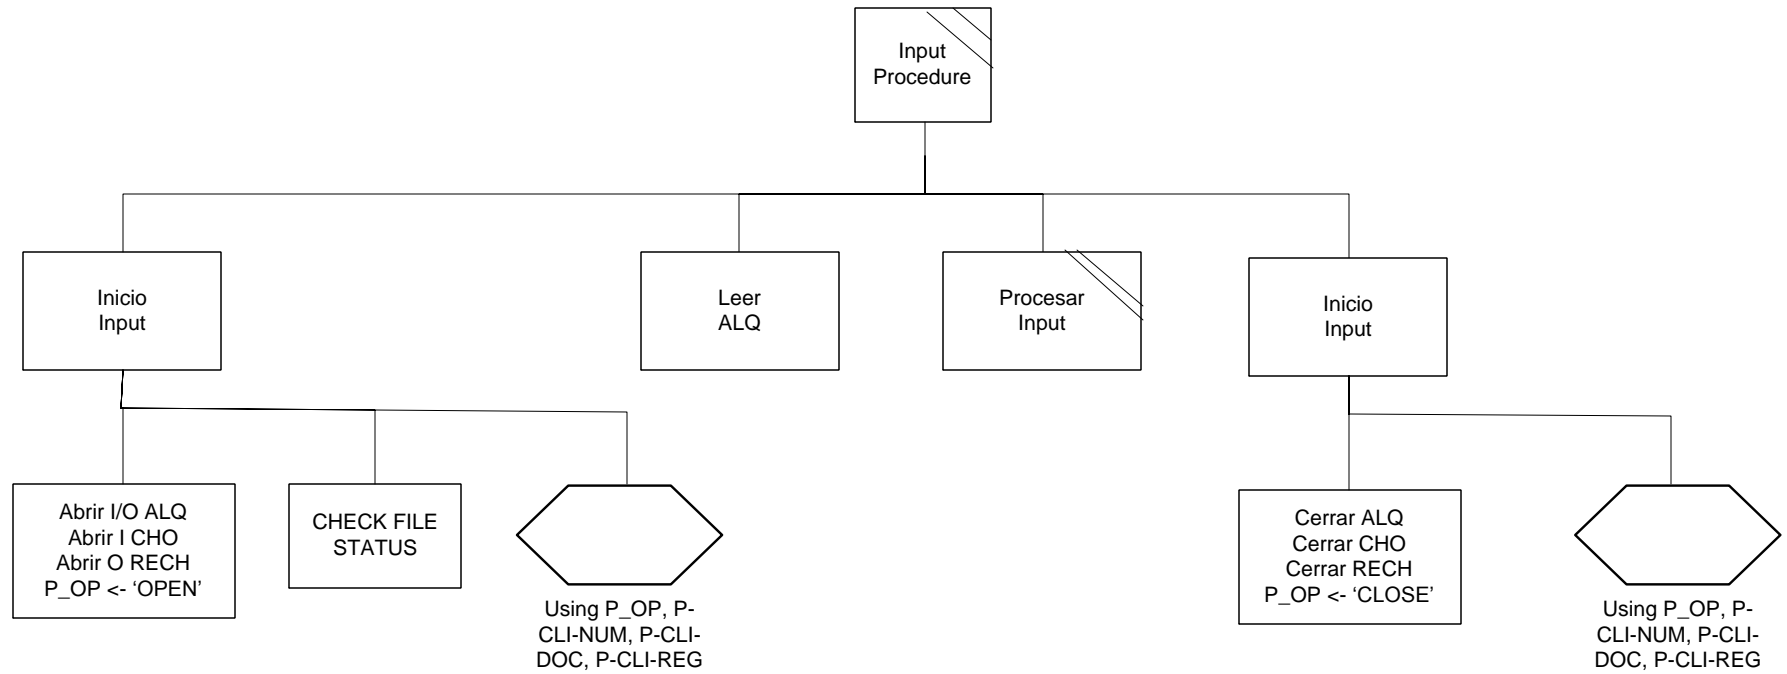 Input
Procedure
Inicio
Input
Leer
ALQ
Procesar
Input
Inicio
Input
Abrir I/O ALQ
Abrir I CHO
Abrir O RECH
P_OP <- ‘OPEN’
CHECK FILE
STATUS
Using P_OP, P-
CLI-NUM, P-CLI-
DOC, P-CLI-REG
Cerrar ALQ
Cerrar CHO
Cerrar RECH
P_OP <- ‘CLOSE’
Using P_OP, P-
CLI-NUM, P-CLI-
DOC, P-CLI-REG